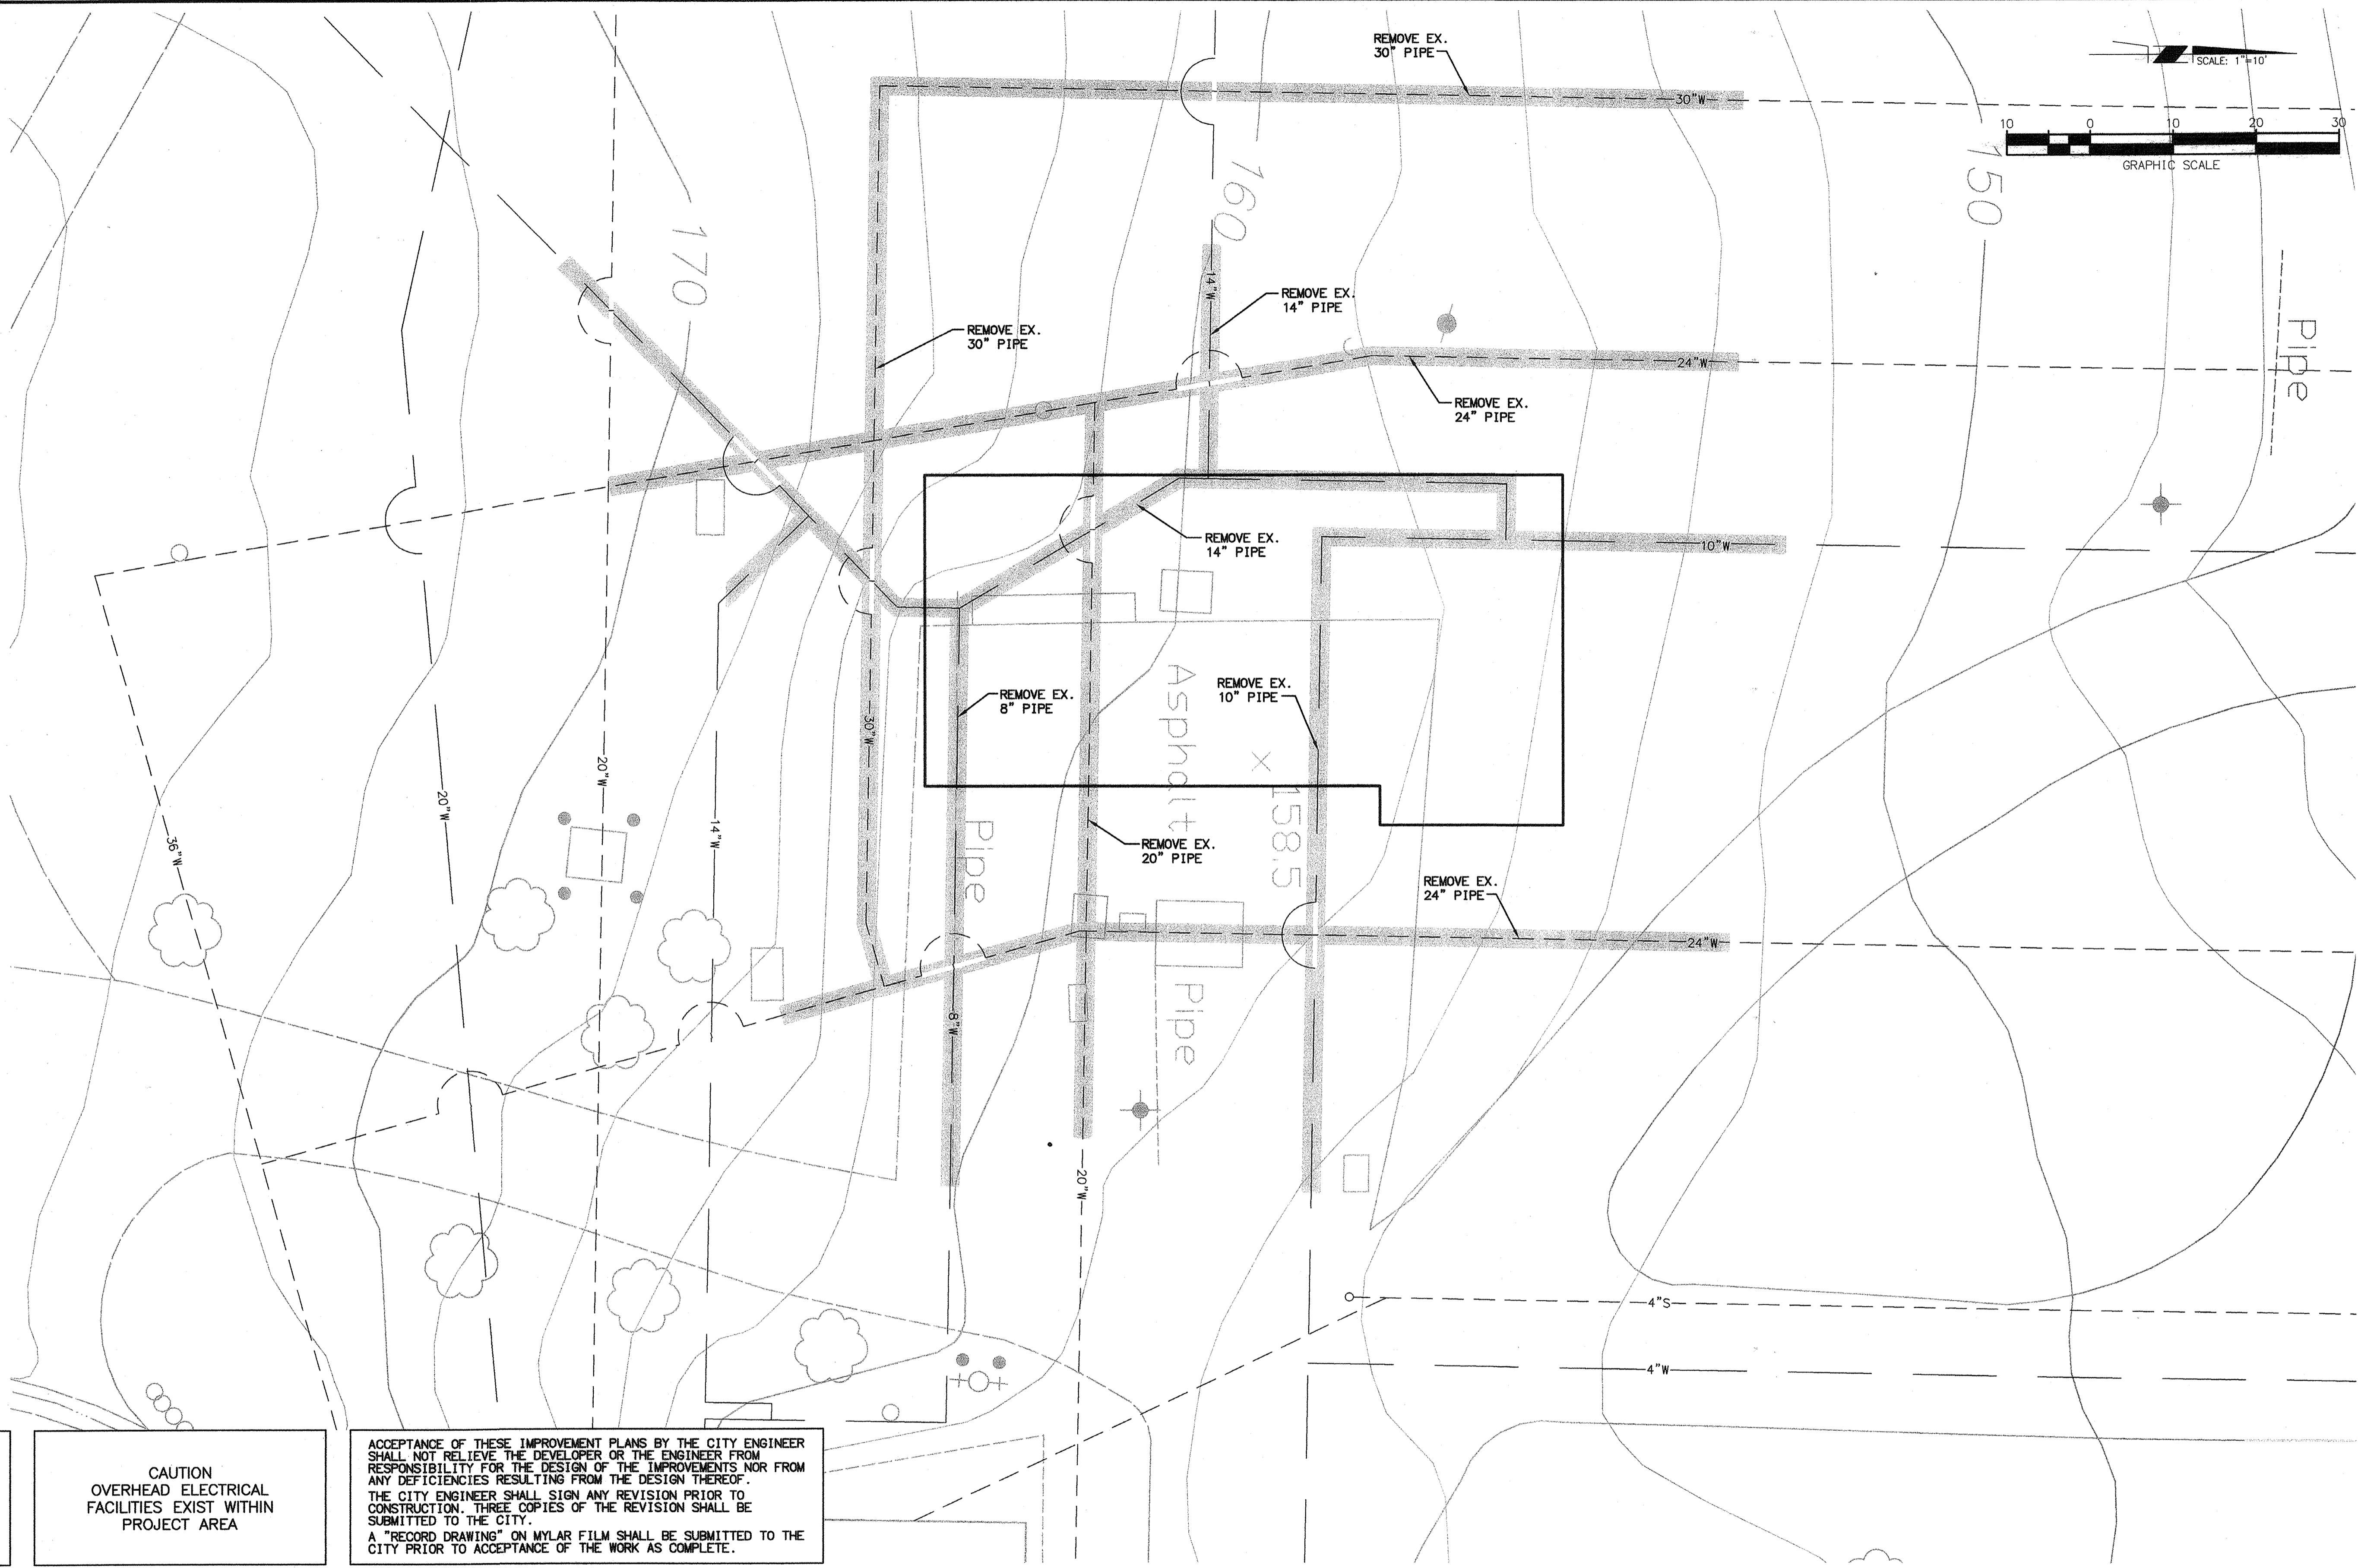 REMOVE EX.
30" PIPE
SCALE: 1"=10'
10 0 10 20 30
GRAPHIC SCALE
30"W
160
150
170
14"W
REMOVE EX.
14" PIPE
REMOVE EX.
30" PIPE
Pipe
24"W
REMOVE EX.
24" PIPE
REMOVE EX.
14" PIPE
10"W
REMOVE EX.
8" PIPE
REMOVE EX.
10" PIPE
Asphalt
X 158.5
30"W
20"W
20"W
14"W
36"W
REMOVE EX.
20" PIPE
Pipe
REMOVE EX.
24" PIPE
24"W
8"W
Pipe
20"W
4"S
4"W
CAUTION
OVERHEAD ELECTRICAL
FACILITIES EXIST WITHIN
PROJECT AREA
ACCEPTANCE OF THESE IMPROVEMENT PLANS BY THE CITY ENGINEER
SHALL NOT RELIEVE THE DEVELOPER OR THE ENGINEER FROM
RESPONSIBILITY FOR THE DESIGN OF THE IMPROVEMENTS NOR FROM
ANY DEFICIENCIES RESULTING FROM THE DESIGN THEREOF.
THE CITY ENGINEER SHALL SIGN ANY REVISION PRIOR TO
CONSTRUCTION. THREE COPIES OF THE REVISION SHALL BE
SUBMITTED TO THE CITY.
A "RECORD DRAWING" ON MYLAR FILM SHALL BE SUBMITTED TO THE
CITY PRIOR TO ACCEPTANCE OF THE WORK AS COMPLETE.